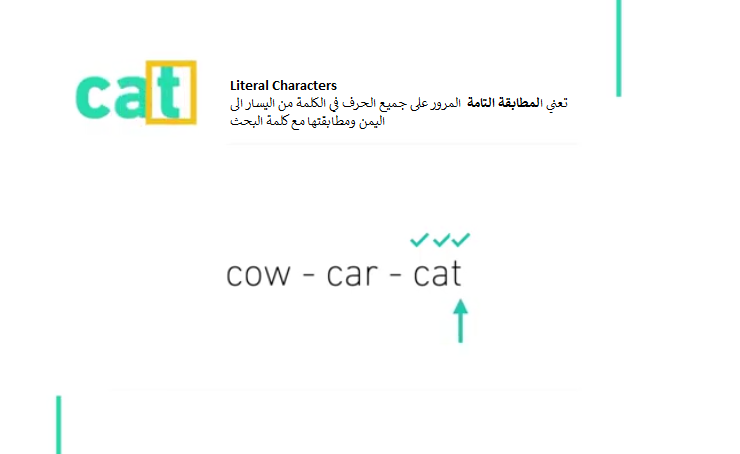 cat
Literal Characters
تعني المطابقة التامة المرور على جميع الحرف في الكلمة من اليسار الى
اليمن ومطابقتها مع كلمة البحث
cow - car - cat